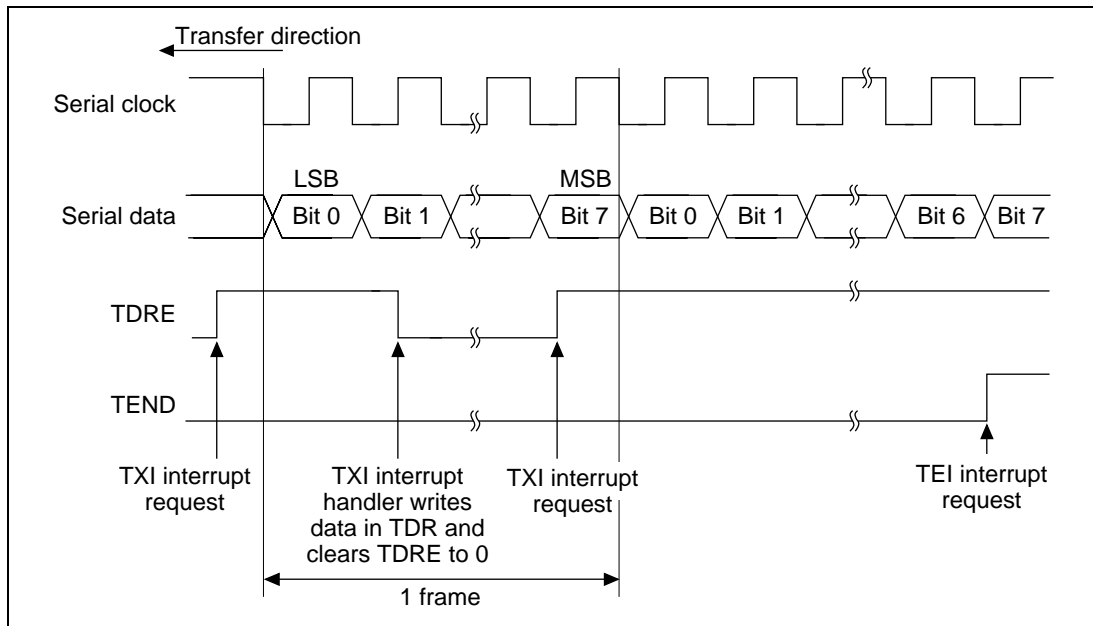 Transfer direction
Serial clock
LSB
MSB
Serial data
Bit 0
Bit 1
Bit 7
Bit 0
Bit 1
Bit 6
Bit 7
TDRE
TEND
TXI interrupt
request
TXI interrupt
handler writes
data in TDR and
clears TDRE to 0
TXI interrupt
request
TEI interrupt
request
1 frame